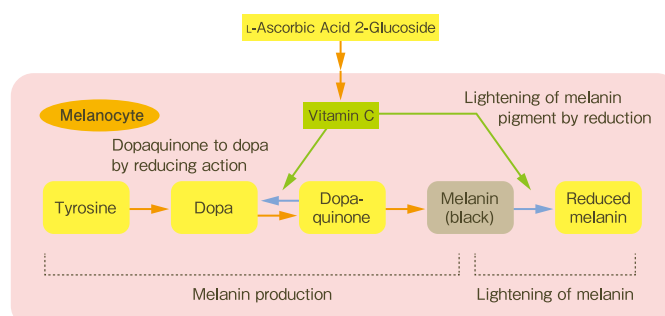 L-Ascorbic Acid 2-Glucoside
Melanocyte
Vitamin C
Lightening of melanin
pigment by reduction
Dopaquinone to dopa
by reducing action
Tyrosine
Dopa
Dopa-
quinone
Melanin
(black)
Reduced
melanin
Melanin production
Lightening of melanin